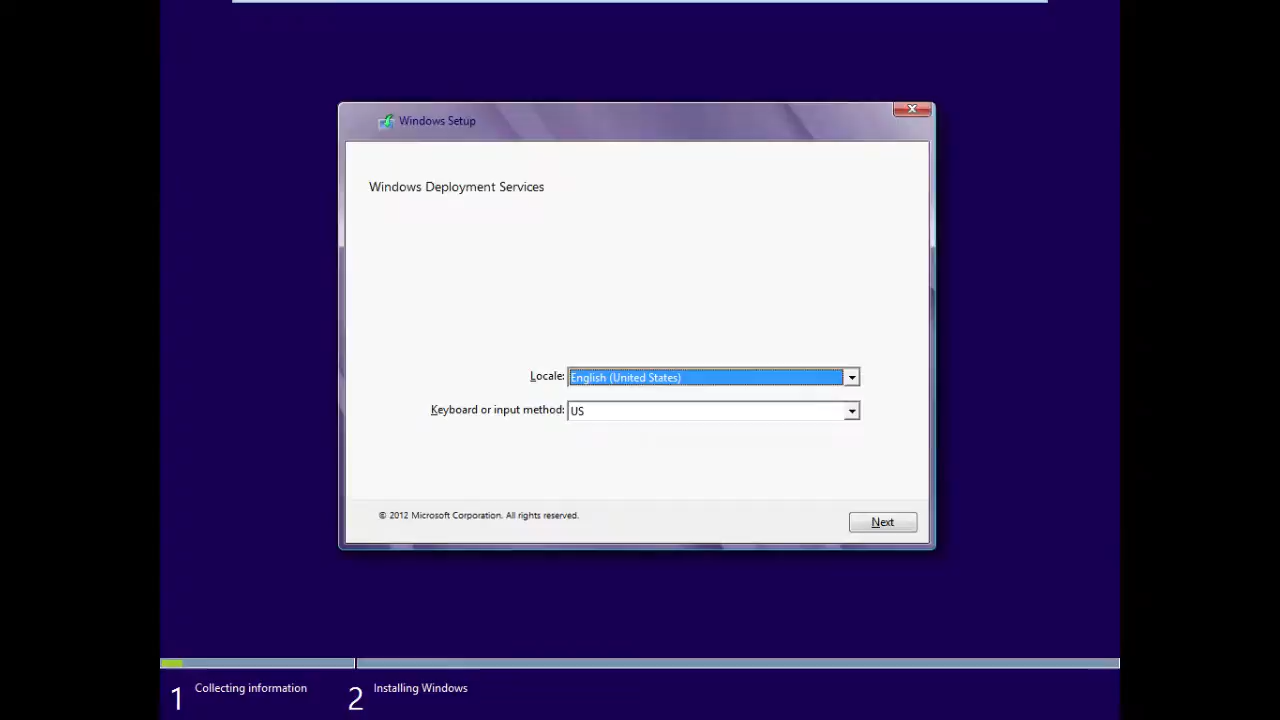 Windows Setup
Windows Deployment Services
Locale: English (United States)
Keyboard or input method: US
© 2012 Microsoft Corporation. All rights reserved.
Next
1 Collecting information
2 Installing Windows